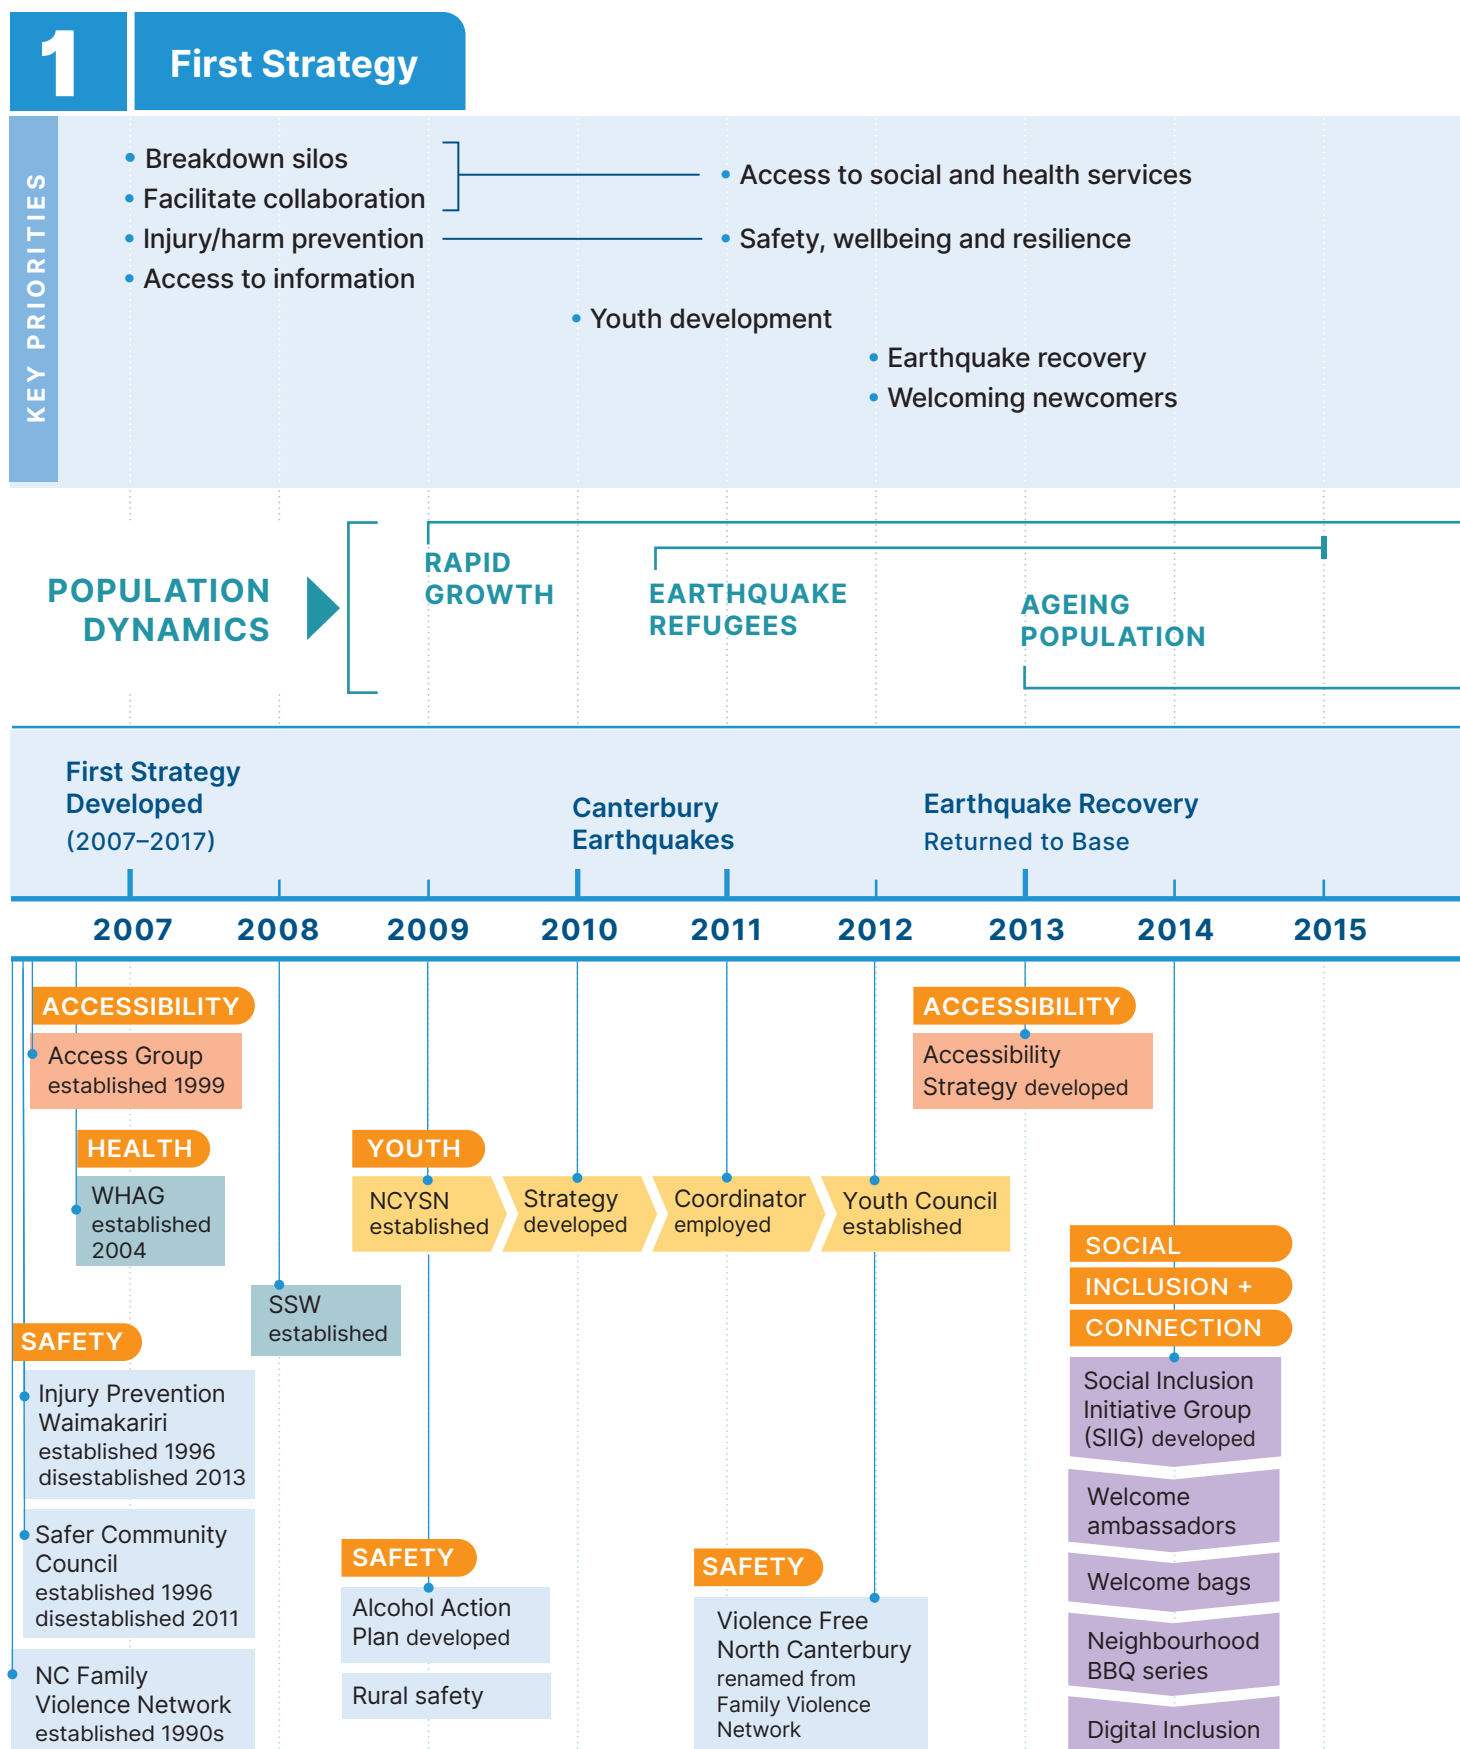 1
First Strategy
KEY PRIORITIES
• Breakdown silos
• Facilitate collaboration
• Injury/harm prevention
• Access to information
• Access to social and health services
• Safety, wellbeing and resilience
• Youth development
• Earthquake recovery
• Welcoming newcomers
POPULATION
DYNAMICS
RAPID
GROWTH
EARTHQUAKE
REFUGEES
AGEING
POPULATION
First Strategy
Developed
(2007–2017)
Canterbury
Earthquakes
Earthquake Recovery
Returned to Base
2007 2008 2009 2010 2011 2012 2013 2014 2015
ACCESSIBILITY
Access Group
established 1999
HEALTH
WHAG
established
2004
SSW
established
SAFETY
Injury Prevention
Waimakariri
established 1996
disestablished 2013
Safer Community
Council
established 1996
disestablished 2011
NC Family
Violence Network
established 1990s
YOUTH
NCYSN
established
Strategy
developed
Coordinator
employed
Youth Council
established
SAFETY
Alcohol Action
Plan developed
Rural safety
SAFETY
Violence Free
North Canterbury
renamed from
Family Violence
Network
ACCESSIBILITY
Accessibility
Strategy developed
SOCIAL
INCLUSION +
CONNECTION
Social Inclusion
Initiative Group
(SIIG) developed
Welcome
ambassadors
Welcome bags
Neighbourhood
BBQ series
Digital Inclusion